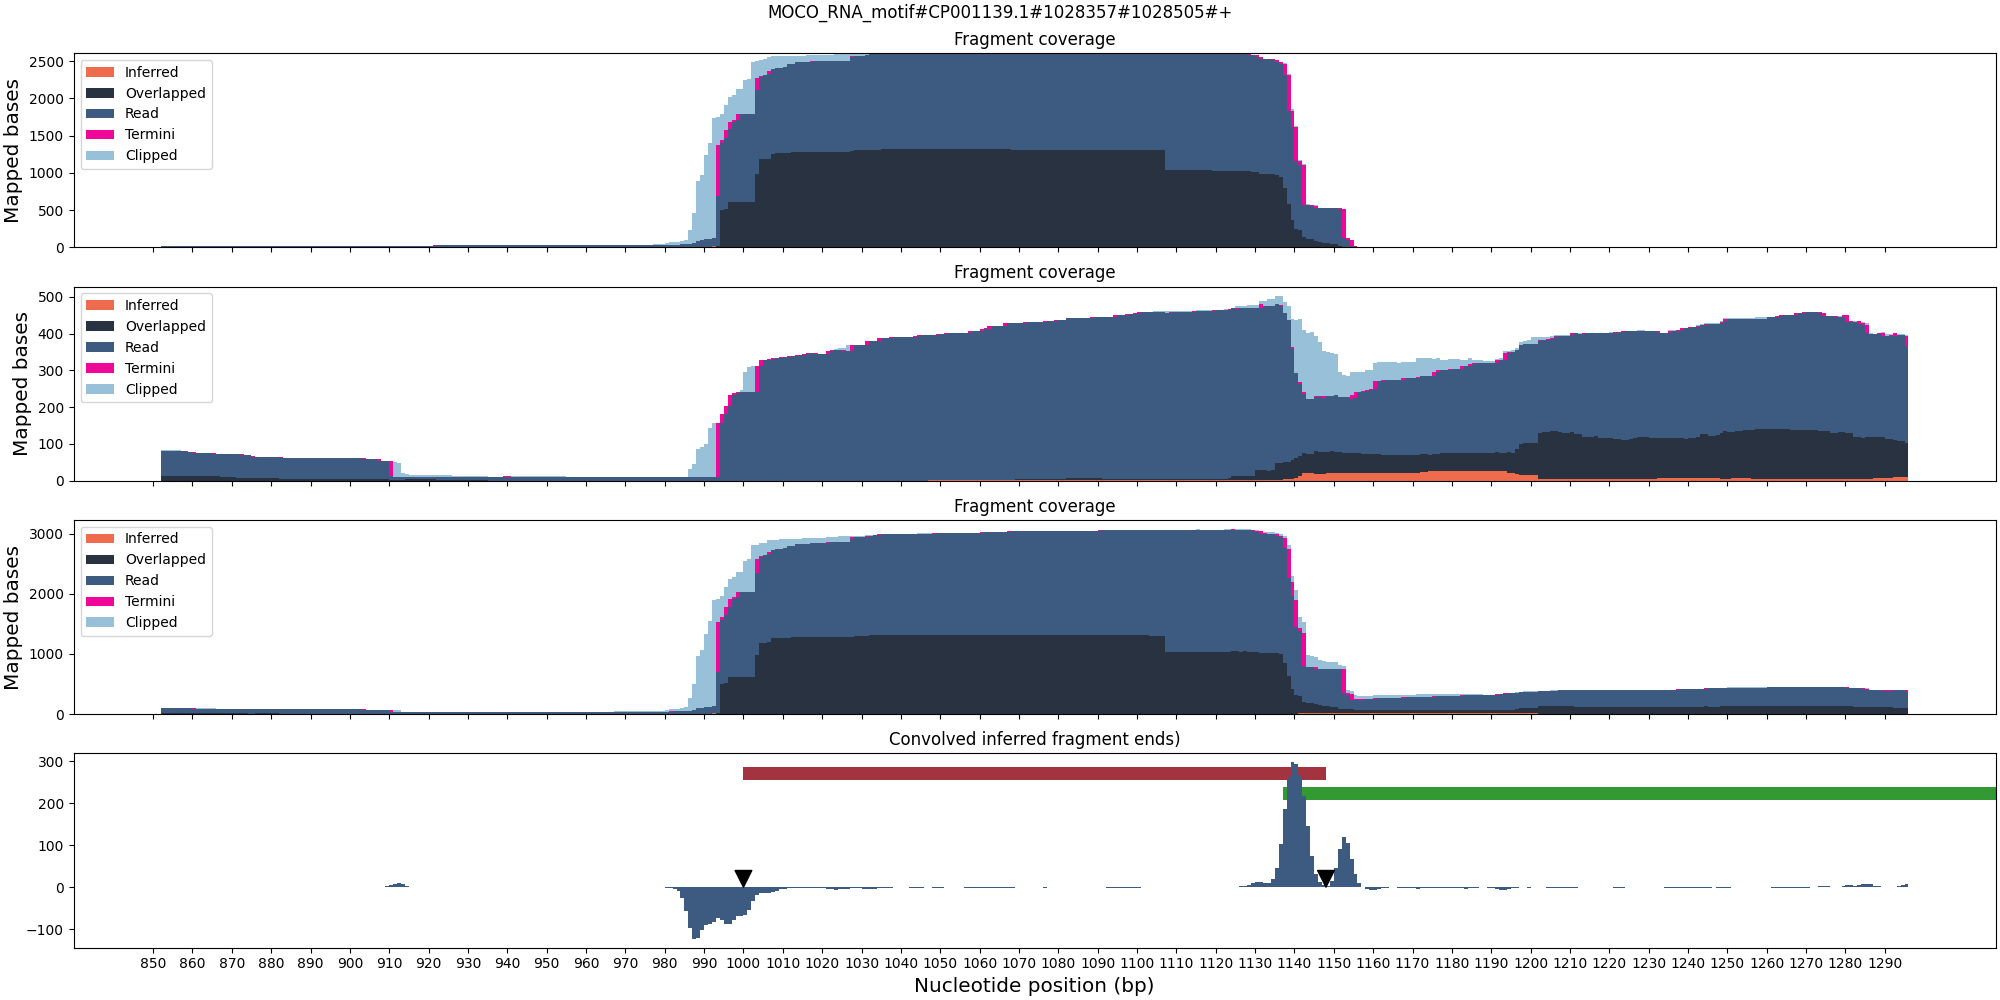 MOCO_RNA_motif#CP001139.1#1028357#1028505#+
Fragment coverage
Mapped bases
2500
2000
1500
1000
500
0
Inferred
Overlapped
Read
Termini
Clipped
Fragment coverage
Mapped bases
500
400
300
200
100
0
Inferred
Overlapped
Read
Termini
Clipped
Fragment coverage
Mapped bases
3000
2000
1000
0
Inferred
Overlapped
Read
Termini
Clipped
Convolved inferred fragment ends)
300
200
100
0
−100
850 860 870 880 890 900 910 920 930 940 950 960 970 980 990 1000 1010 1020 1030 1040 1050 1060 1070 1080 1090 1100 1110 1120 1130 1140 1150 1160 1170 1180 1190 1200 1210 1220 1230 1240 1250 1260 1270 1280 1290
Nucleotide position (bp)